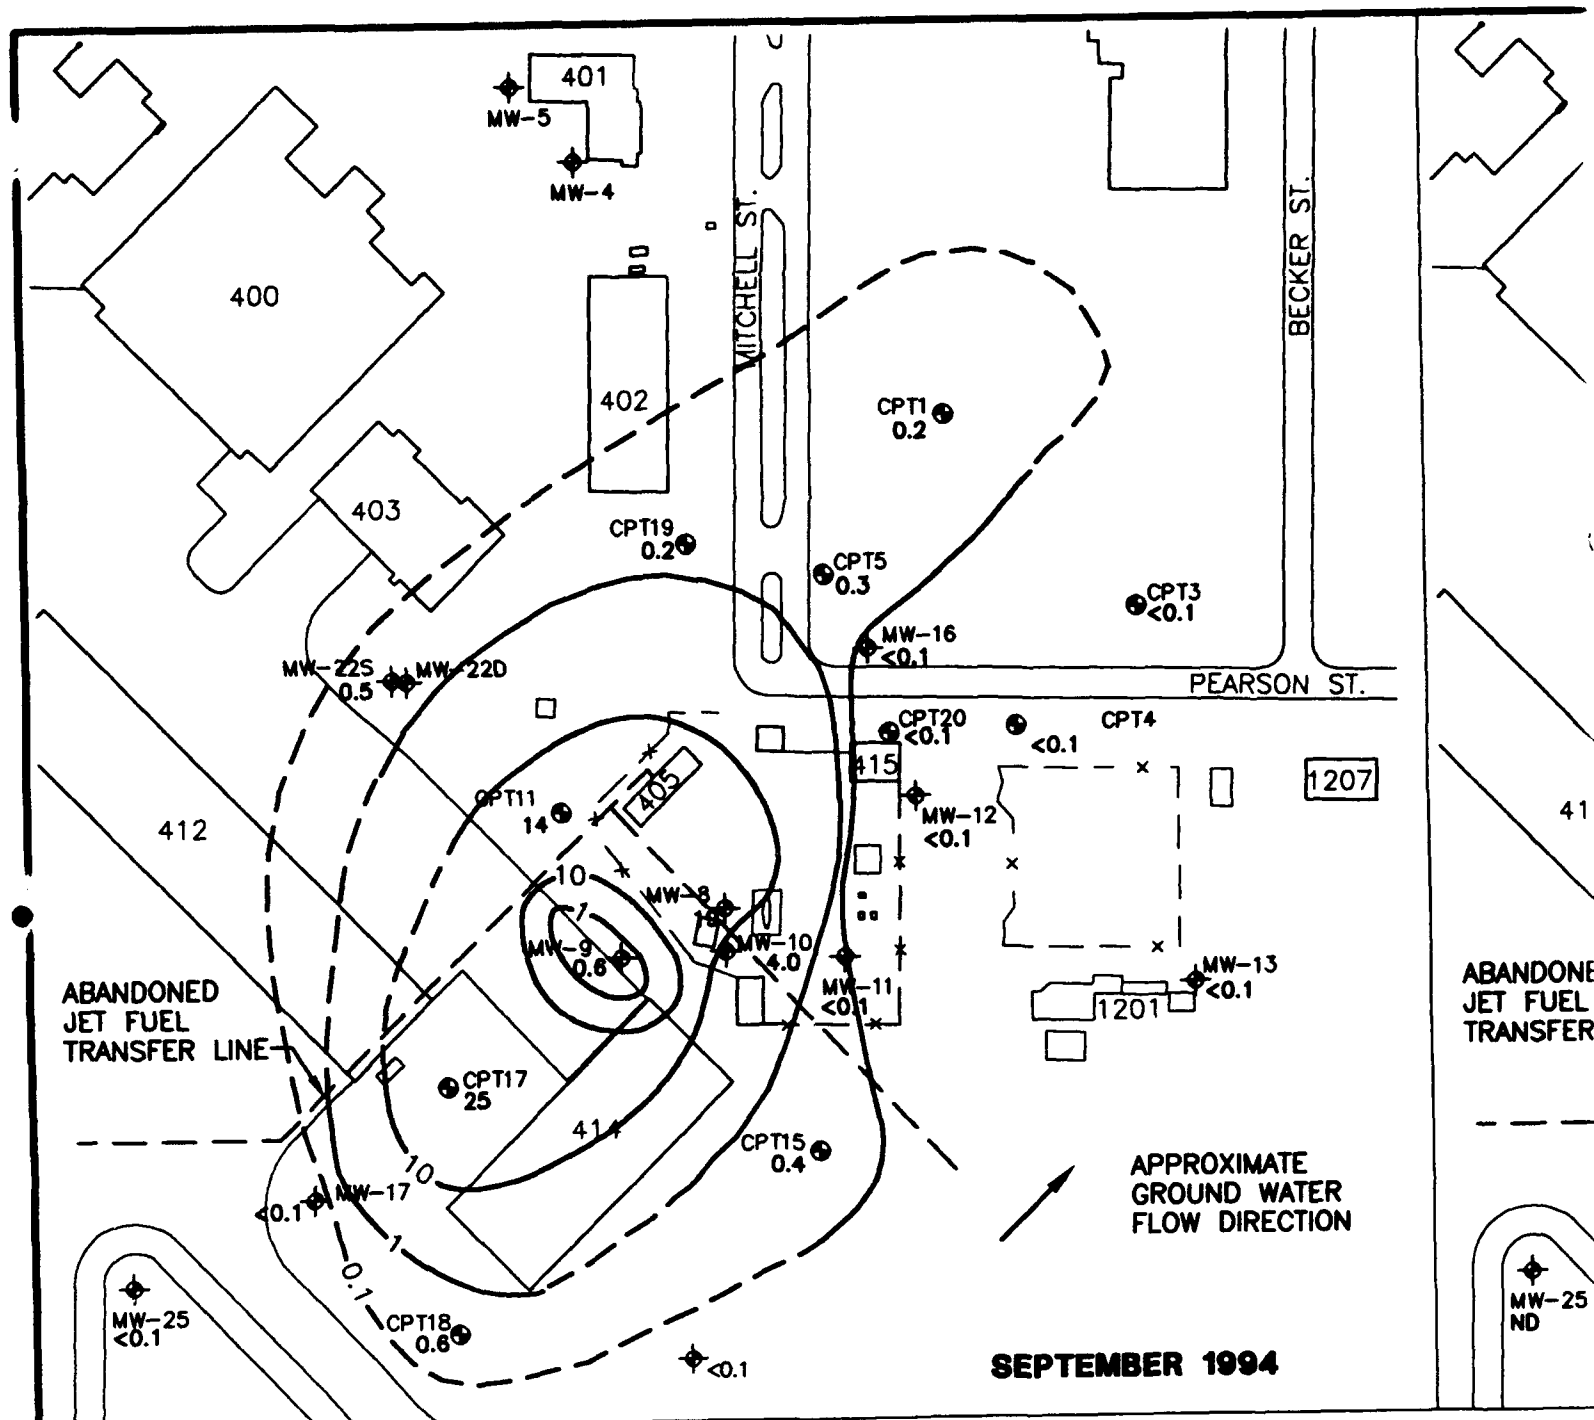 401
MW-5
MW-4
400
MITCHELL ST.
BECKER ST.
402
CPT1
0.2
403
CPT19
0.2
CPT5
0.3
CPT3
<0.1
MW-16
<0.1
MW-22S
0.5
MW-22D
PEARSON ST.
CPT20
<0.1
CPT4
<0.1
415
1207
405
CPT11
14
412
MW-12
<0.1
41
10
MW-8
1
MW-9
0.6
MW-10
4.0
MW-11
<0.1
MW-13
<0.1
1201
ABANDONED
JET FUEL
TRANSFER LINE
JET FUEL
TRANSFER
CPT17
25
414
CPT15
0.4
10
MW-17
<0.1
APPROXIMATE
GROUND WATER
FLOW DIRECTION
1
0.1
MW-25
<0.1
CPT18
0.6
<0.1
MW-25
ND
SEPTEMBER 1994